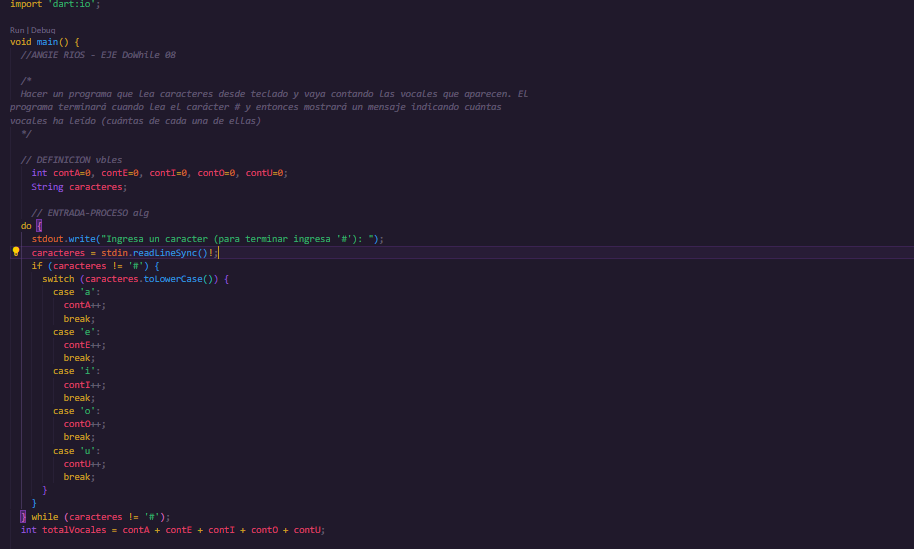 import 'dart:io';
Run | Debug
void main() {
//ANGIE RIOS - EJE DoWhile 08
/*
Hacer un programa que lea caracteres desde teclado y vaya contando las vocales que aparecen. El
programa terminará cuando lea el carácter # y entonces mostrará un mensaje indicando cuántas
vocales ha leído (cuántas de cada una de ellas)
*/
// DEFINICION vbles
int contA=0, contE=0, contI=0, contO=0, contU=0;
String caracteres;
// ENTRADA-PROCESO alg
do {
stdout.write("Ingresa un caracter (para terminar ingresa '#'): ");
caracteres = stdin.readLineSync()!;
if (caracteres != '#') {
switch (caracteres.toLowerCase()) {
case 'a':
contA++;
break;
case 'e':
contE++;
break;
case 'i':
contI++;
break;
case 'o':
contO++;
break;
case 'u':
contU++;
break;
}
}
} while (caracteres != '#');
int totalVocales = contA + contE + contI + contO + contU;